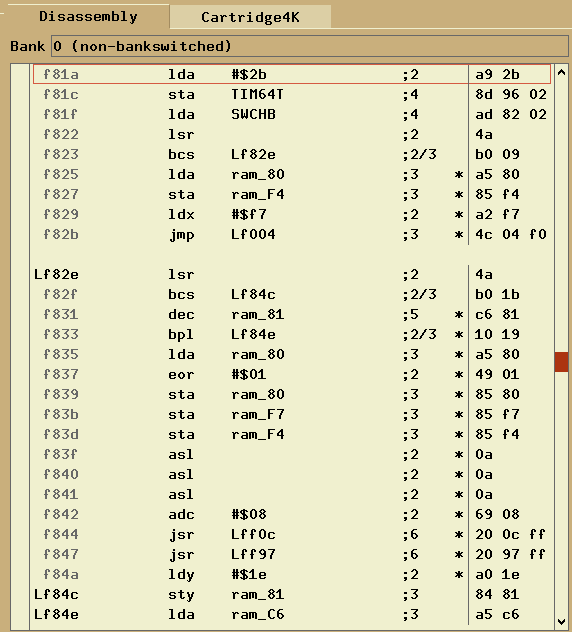 Disassembly Cartridge4K
Bank 0 (non-bankswitched)
f81a lda #$2b ;2 a9 2b
f81c sta TIM64T ;4 8d 96 02
f81f lda SWCHB ;4 ad 82 02
f822 lsr ;2 4a
f823 bcs Lf82e ;2/3 b0 09
f825 lda ram_80 ;3 * a5 80
f827 sta ram_F4 ;3 * 85 f4
f829 ldx #$f7 ;2 * a2 f7
f82b jmp Lf004 ;3 * 4c 04 f0
Lf82e lsr ;2 4a
f82f bcs Lf84c ;2/3 b0 1b
f831 dec ram_81 ;5 * c6 81
f833 bpl Lf84e ;2/3 * 10 19
f835 lda ram_80 ;3 * a5 80
f837 eor #$01 ;2 * 49 01
f839 sta ram_80 ;3 * 85 80
f83b sta ram_F7 ;3 * 85 f7
f83d sta ram_F4 ;3 * 85 f4
f83f asl ;2 * 0a
f840 asl ;2 * 0a
f841 asl ;2 * 0a
f842 adc #$08 ;2 * 69 08
f844 jsr Lff0c ;6 * 20 0c ff
f847 jsr Lff97 ;6 * 20 97 ff
f84a ldy #$1e ;2 * a0 1e
Lf84c sty ram_81 ;3 84 81
Lf84e lda ram_C6 ;3 a5 c6